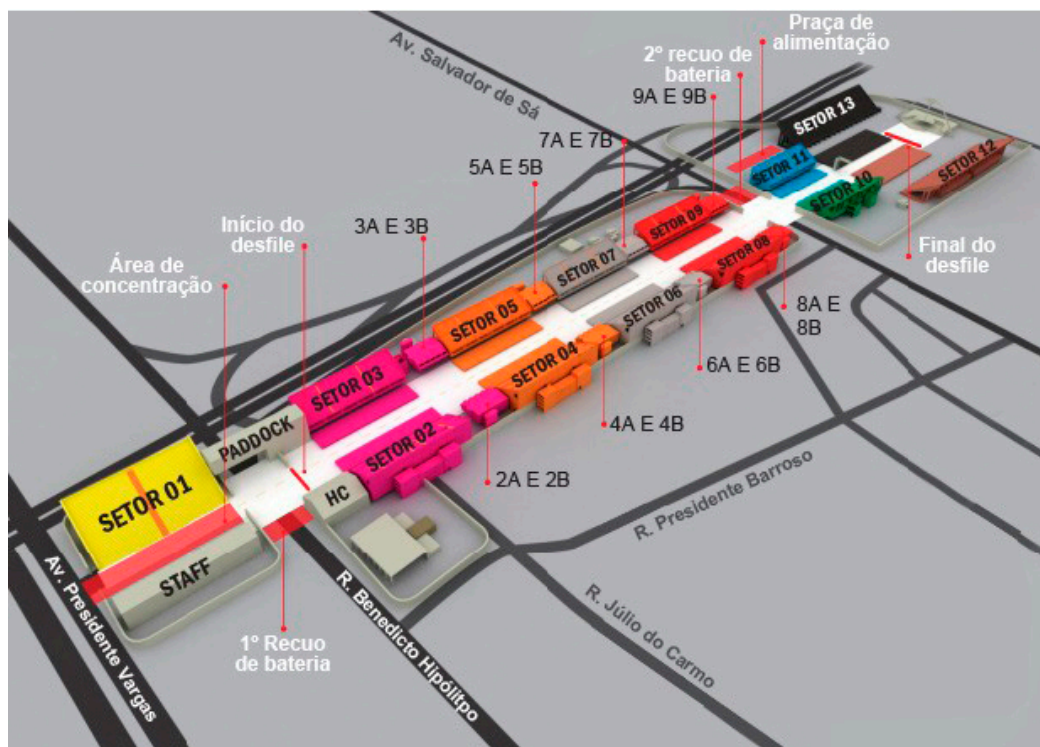 Praça de
alimentação
Av. Salvador de Sá
2º recuo de
bateria
9A E 9B
SETOR 13
7A E 7B
SETOR 12
SETOR 11
5A E 5B
SETOR 10
Início do
desfile
3A E 3B
SETOR 09
Final do
desfile
SETOR 08
Área de
concentração
SETOR 07
8A E
8B
SETOR 05
SETOR 06
6A E 6B
SETOR 03
SETOR 04
4A E 4B
PADDOCK
SETOR 02
2A E 2B
SETOR 01
HC
R. Presidente Barroso
STAFF
Av. Presidente Vargas
1º Recuo
de bateria
R. Benedicto Hipólitpo
R. Júlio do Carmo